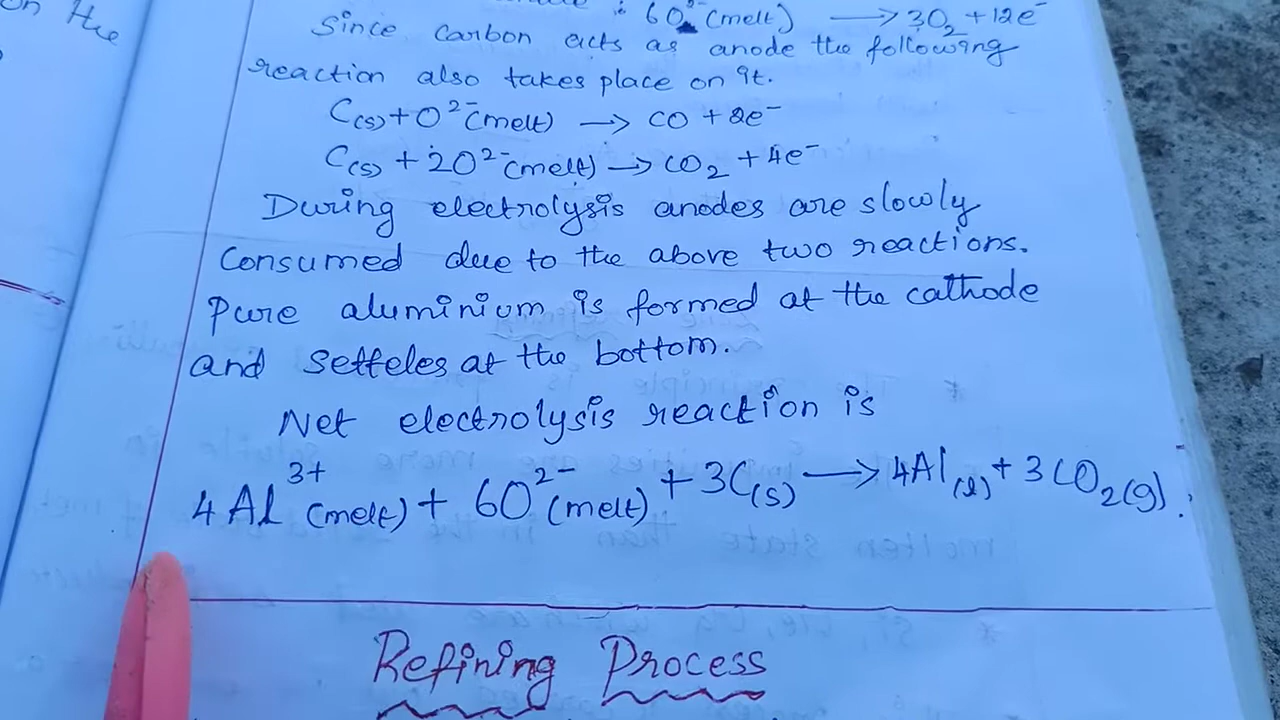 on the
: 6O²⁻(melt) → 3O₂ + 12e⁻
Since carbon acts as anode the following
reaction also takes place on it.
C(s) + O²⁻(melt) → CO + 2e⁻
C(s) + 2O²⁻(melt) → CO₂ + 4e⁻
During electrolysis anodes are slowly
consumed due to the above two reactions.
Pure aluminium is formed at the cathode
and setteles at the bottom.
Net electrolysis reaction is
4Al³⁺(melt) + 6O²⁻(melt) + 3C(s) → 4Al(l) + 3CO₂(g).
Refining Process